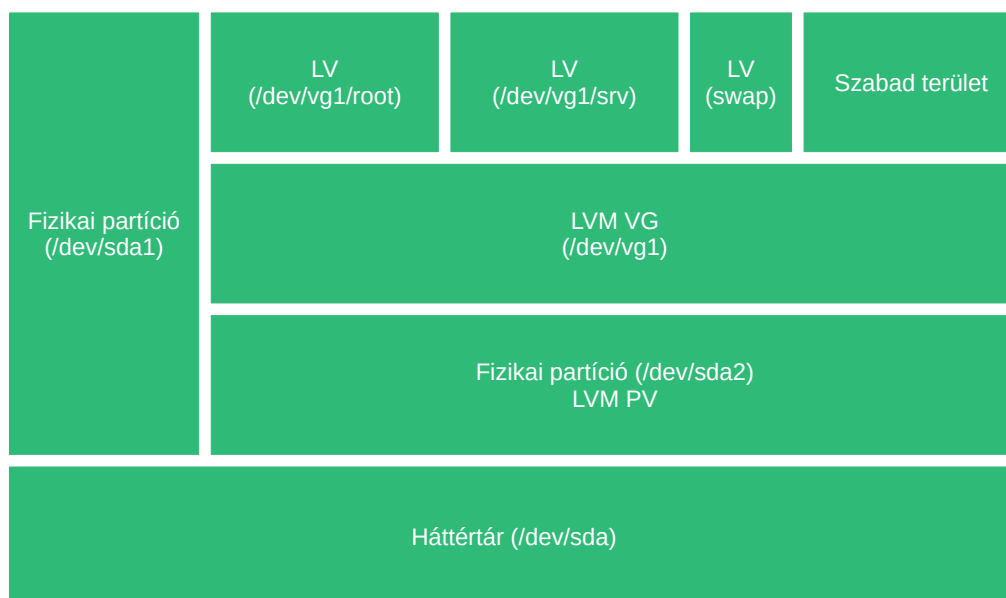 LV
(/dev/vg1/root)
LV
(/dev/vg1/srv)
LV
(swap)
Szabad terület
Fizikai partíció
(/dev/sda1)
LVM VG
(/dev/vg1)
Fizikai partíció (/dev/sda2)
LVM PV
Háttértár (/dev/sda)